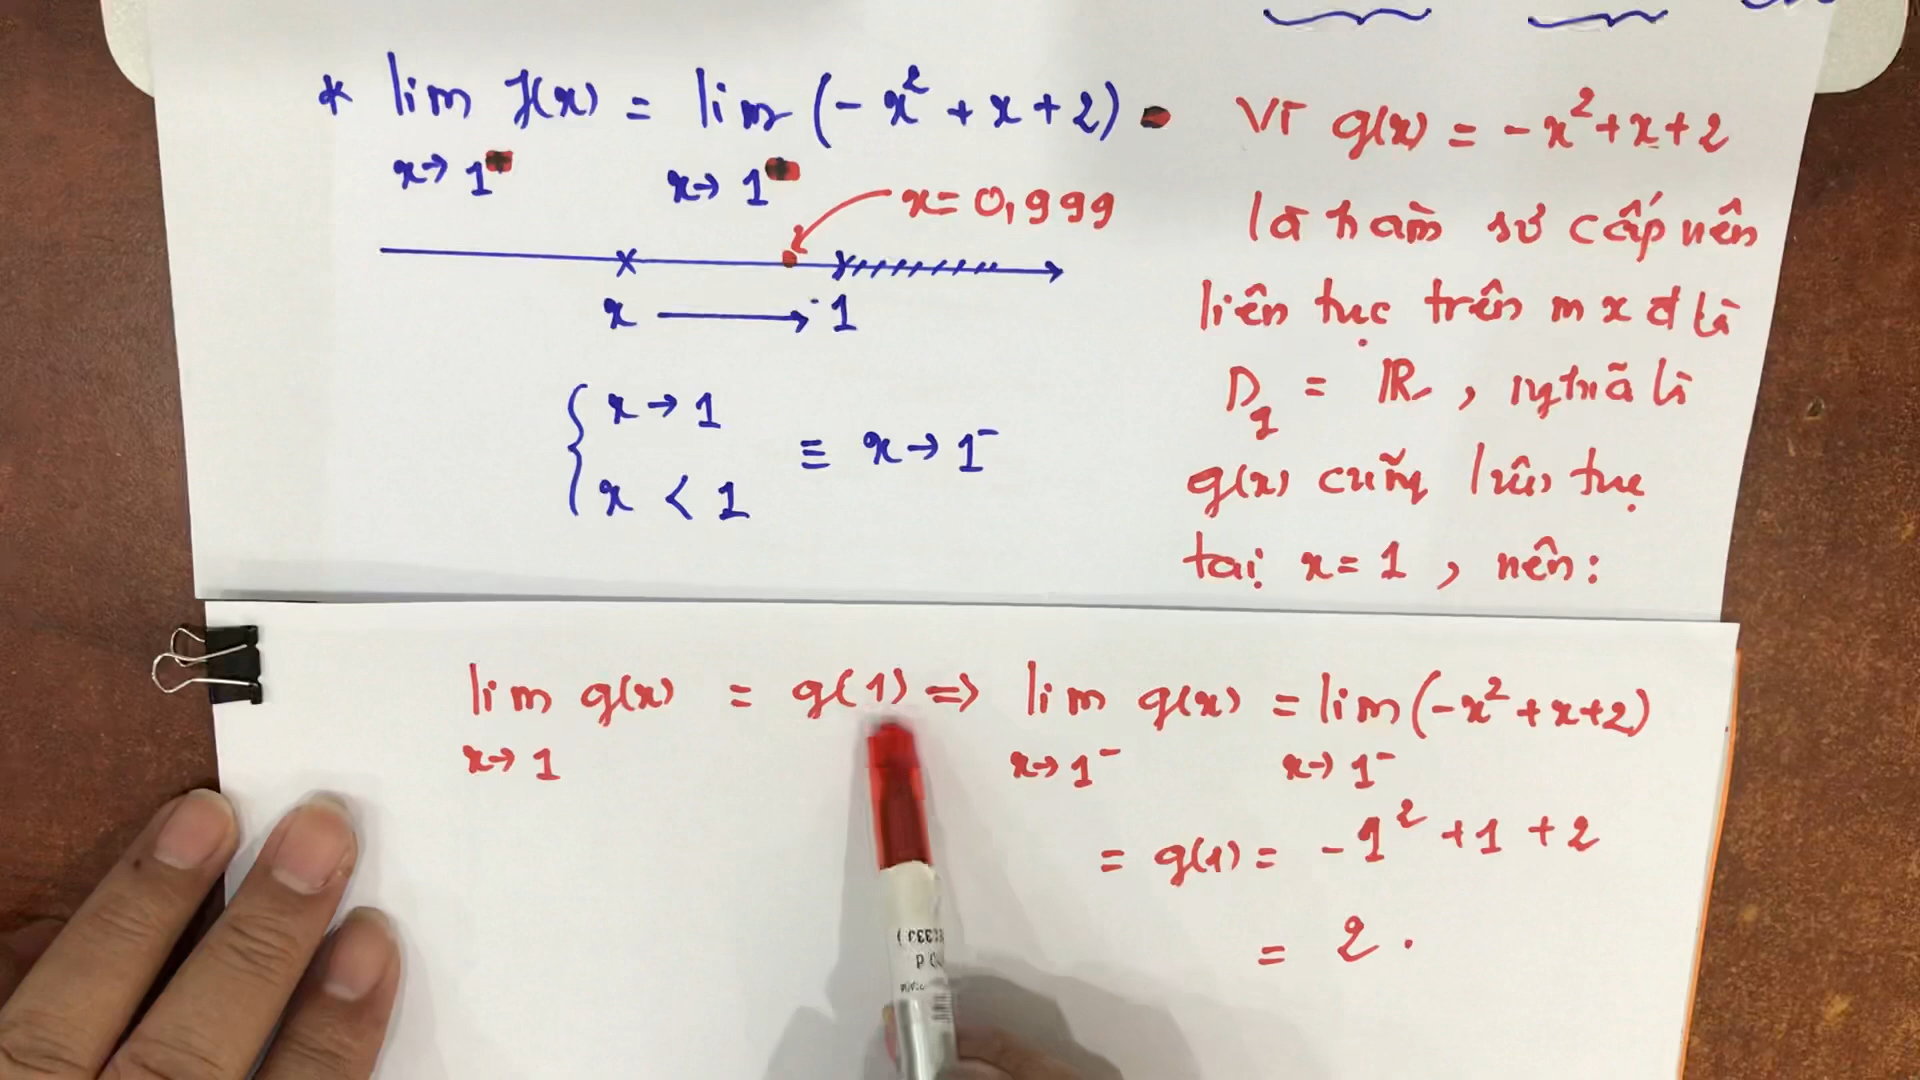 * lim f(x) = lim (- x² + x + 2)
x→1 x→1
x = 0,999
x → 1
{ x → 1
x < 1 ≡ x → 1⁻
Vì g(x) = -x² + x + 2
là hàm sơ cấp nên
liên tục trên mxđ là
D_g = ℝ, nghĩa là
g(x) cũng liên tục
tại x = 1, nên:
lim g(x) = g(1) ⇒ lim g(x) = lim (-x² + x + 2)
x→1 x→1⁻ x→1⁻
= g(1) = -1² + 1 + 2
= 2.